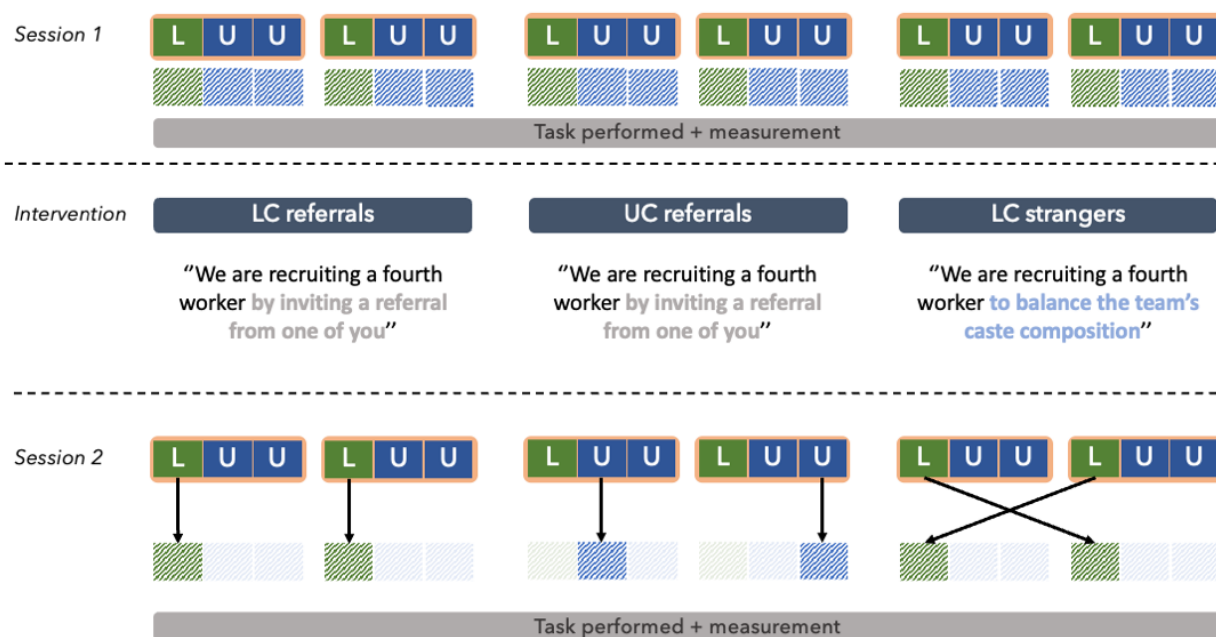 Session 1
L U U L U U L U U L U U L U U L U U
Task performed + measurement
Intervention
LC referrals UC referrals LC strangers
"We are recruiting a fourth
worker by inviting a referral
from one of you"
"We are recruiting a fourth
worker by inviting a referral
from one of you"
"We are recruiting a fourth
worker to balance the team's
caste composition"
Session 2
L U U L U U L U U L U U L U U L U U
Task performed + measurement